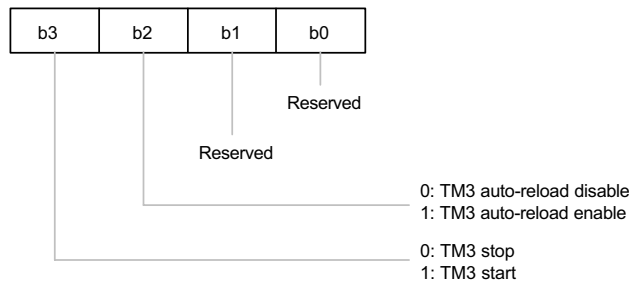 b3 b2 b1 b0
Reserved
Reserved
0: TM3 auto-reload disable
1: TM3 auto-reload enable
0: TM3 stop
1: TM3 start